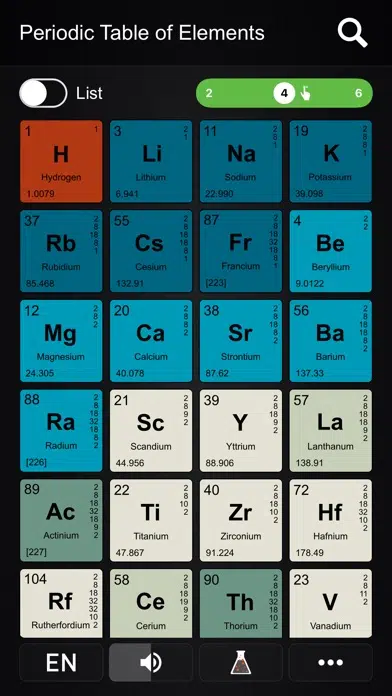 Periodic Table of Elements
List
2 4 6
1 1
H
Hydrogen
1.0079
3 2 1
Li
Lithium
6.941
11 2 8 1
Na
Sodium
22.990
19 2 8 8 1
K
Potassium
39.098
37 2 8 18 8 1
Rb
Rubidium
85.468
55 2 8 18 18 8 1
Cs
Cesium
132.91
87 2 8 18 32 18 8 1
Fr
Francium
[223]
4 2 2
Be
Beryllium
9.0122
12 2 8 2
Mg
Magnesium
24.305
20 2 8 8 2
Ca
Calcium
40.078
38 2 8 18 8 2
Sr
Strontium
87.62
56 2 8 18 18 8 2
Ba
Barium
137.33
88 2 8 18 32 18 8 2
Ra
Radium
[226]
21 2 8 9 2
Sc
Scandium
44.956
39 2 8 18 9 2
Y
Yttrium
88.906
57 2 8 18 18 9 2
La
Lanthanum
138.91
89 2 8 18 32 18 9 2
Ac
Actinium
[227]
22 2 8 10 2
Ti
Titanium
47.867
40 2 8 18 10 2
Zr
Zirconium
91.224
72 2 8 18 32 10 2
Hf
Hafnium
178.49
104 2 8 18 32 32 10 2
Rf
Rutherfordium
58 2 8 18 19 9 2
Ce
Cerium
90 2 8 18 32 18 10 2
Th
Thorium
23 2 8 11 2
V
Vanadium
EN